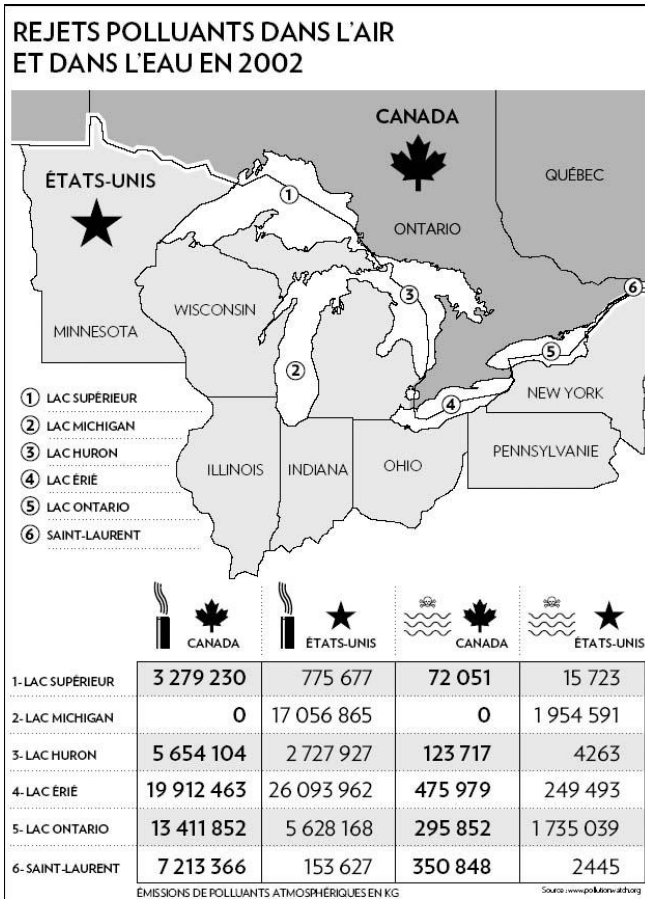 REJETS POLLUANTS DANS L'AIR
ET DANS L'EAU EN 2002
CANADA
QUÉBEC
ÉTATS-UNIS
①
ONTARIO
③
⑥
WISCONSIN
MINNESOTA
⑤
②
NEW YORK
① LAC SUPÉRIEUR
④
② LAC MICHIGAN
③ LAC HURON
PENNSYLVANIE
ILLINOIS INDIANA OHIO
④ LAC ÉRIÉ
⑤ LAC ONTARIO
⑥ SAINT-LAURENT
CANADA ÉTATS-UNIS CANADA ÉTATS-UNIS
1- LAC SUPÉRIEUR 3 279 230 775 677 72 051 15 723
2- LAC MICHIGAN 0 17 056 865 0 1 954 591
3- LAC HURON 5 654 104 2 727 927 123 717 4263
4- LAC ÉRIÉ 19 912 463 26 093 962 475 979 249 493
5- LAC ONTARIO 13 411 852 5 628 168 295 852 1 735 039
6- SAINT-LAURENT 7 213 366 153 627 350 848 2445
ÉMISSIONS DE POLLUANTS ATMOSPHÉRIQUES EN KG
Source : www.pollutionwatch.org